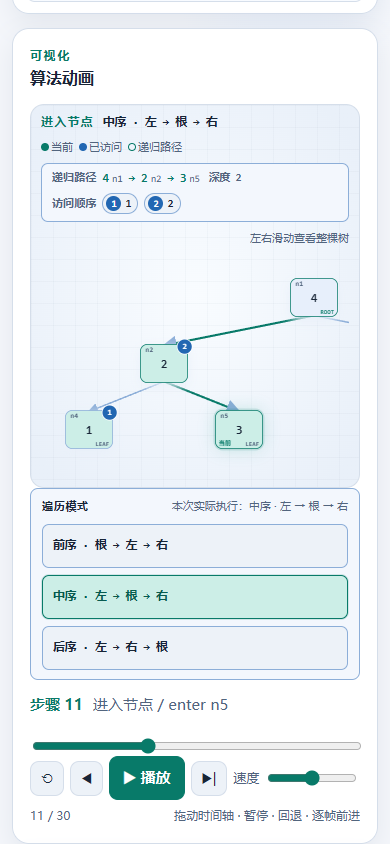 可视化
算法动画
进入节点 中序 · 左 → 根 → 右
当前 已访问 递归路径
递归路径 4 n1 → 2 n2 → 3 n5 深度 2
访问顺序 1 1 2 2
左右滑动查看整棵树
n1
4
ROOT
n2
2
2
n4
1
1
LEAF
n5
3
当前 LEAF
遍历模式 本次实际执行: 中序 · 左 → 根 → 右
前序 · 根 → 左 → 右
中序 · 左 → 根 → 右
后序 · 左 → 右 → 根
步骤 11 进入节点 / enter n5
播放 速度
11 / 30 拖动时间轴 · 暂停 · 回退 · 逐帧前进